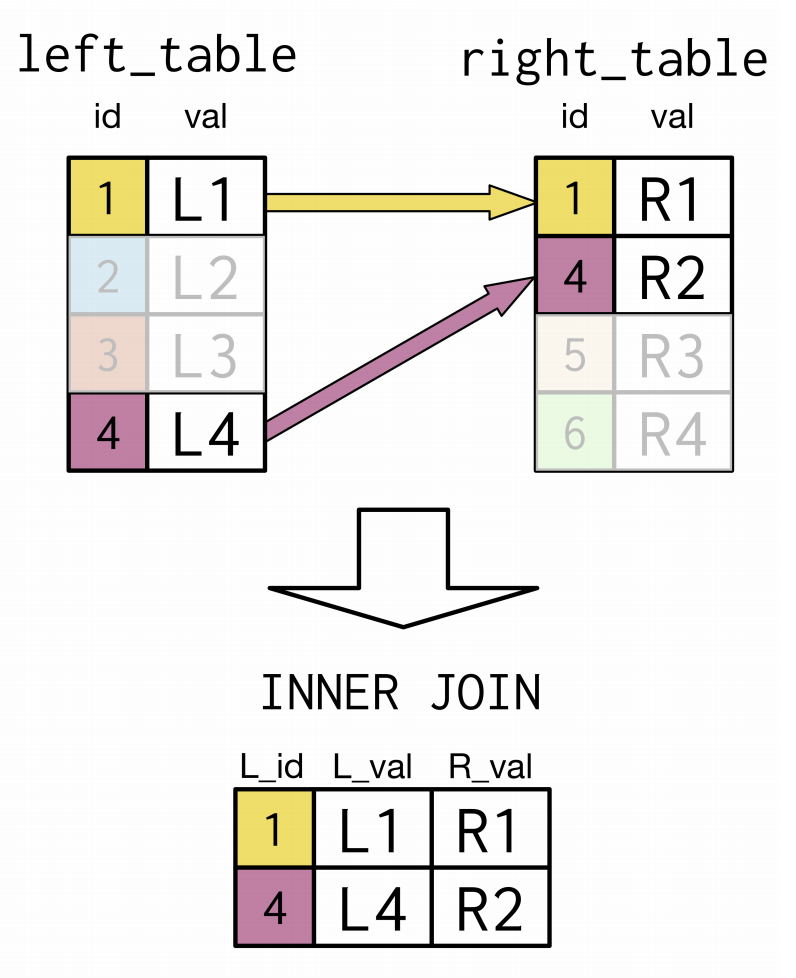 left_table right_table
id val id val
1 L1 1 R1
2 L2 4 R2
3 L3 5 R3
4 L4 6 R4
INNER JOIN
L_id L_val R_val
1 L1 R1
4 L4 R2